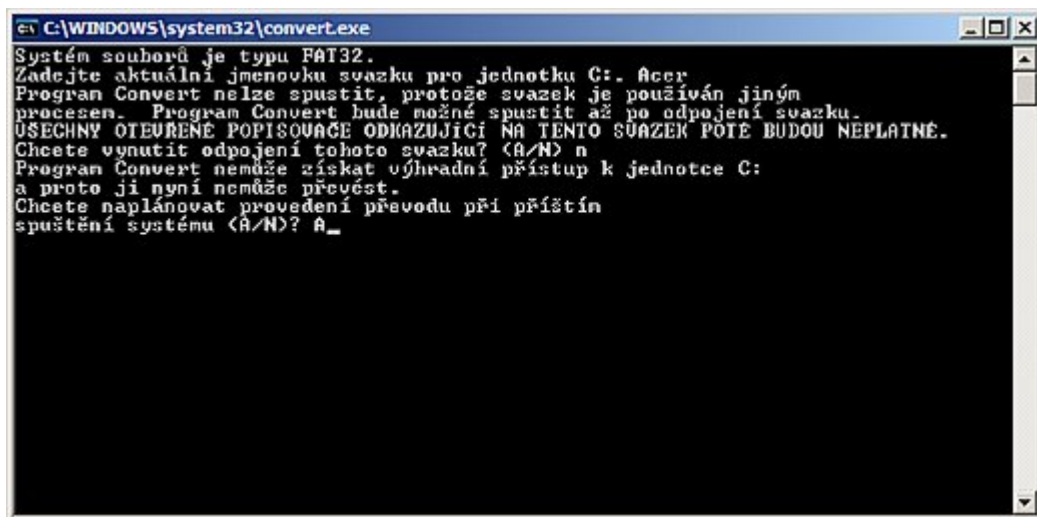 C:\WINDOWS\system32\convert.exe
Systém souborů je typu FAT32.
Zadejte aktuální jmenovku svazku pro jednotku C:. Acer
Program Convert nelze spustit, protože svazek je používán jiným
procesem.  Program Convert bude možné spustit až po odpojení svazku.
VŠECHNY OTEVŘENÉ POPISOVAČE ODKAZUJÍCÍ NA TENTO SVAZEK POTÉ BUDOU NEPLATNÉ.
Chcete vynutit odpojení tohoto svazku? (A/N) n
Program Convert nemůže získat výhradní přístup k jednotce C:
a proto ji nyní nemůže převést.
Chcete naplánovat provedení převodu při příštím
spuštění systému (A/N)? A_